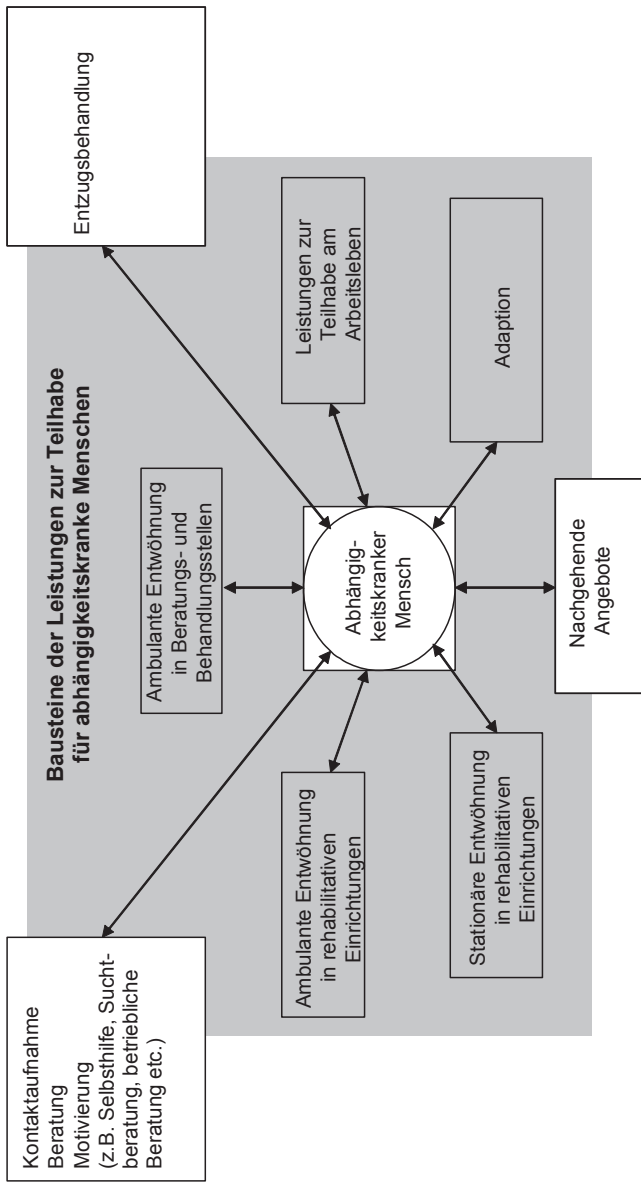 Bausteine der Leistungen zur Teilhabe
für abhängigkeitskranke Menschen
Kontaktaufnahme
Beratung
Motivierung
(z.B. Selbsthilfe, Sucht-
beratung, betriebliche
Beratung etc.)
Ambulante Entwöhnung
in Beratungs- und
Behandlungsstellen
Entzugsbehandlung
Ambulante Entwöhnung
in rehabilitativen
Einrichtungen
Abhängig-
keitskranker
Mensch
Leistungen zur
Teilhabe am
Arbeitsleben
Stationäre Entwöhnung
in rehabilitativen
Einrichtungen
Nachgehende
Angebote
Adaption